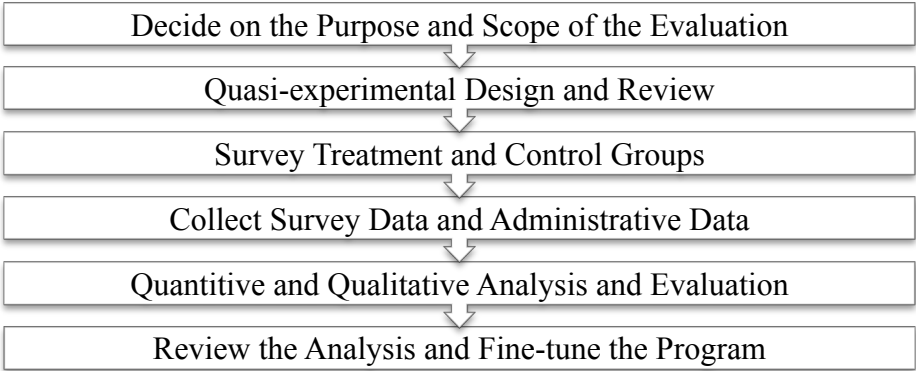 Decide on the Purpose and Scope of the Evaluation
Quasi-experimental Design and Review
Survey Treatment and Control Groups
Collect Survey Data and Administrative Data
Quantitive and Qualitative Analysis and Evaluation
Review the Analysis and Fine-tune the Program